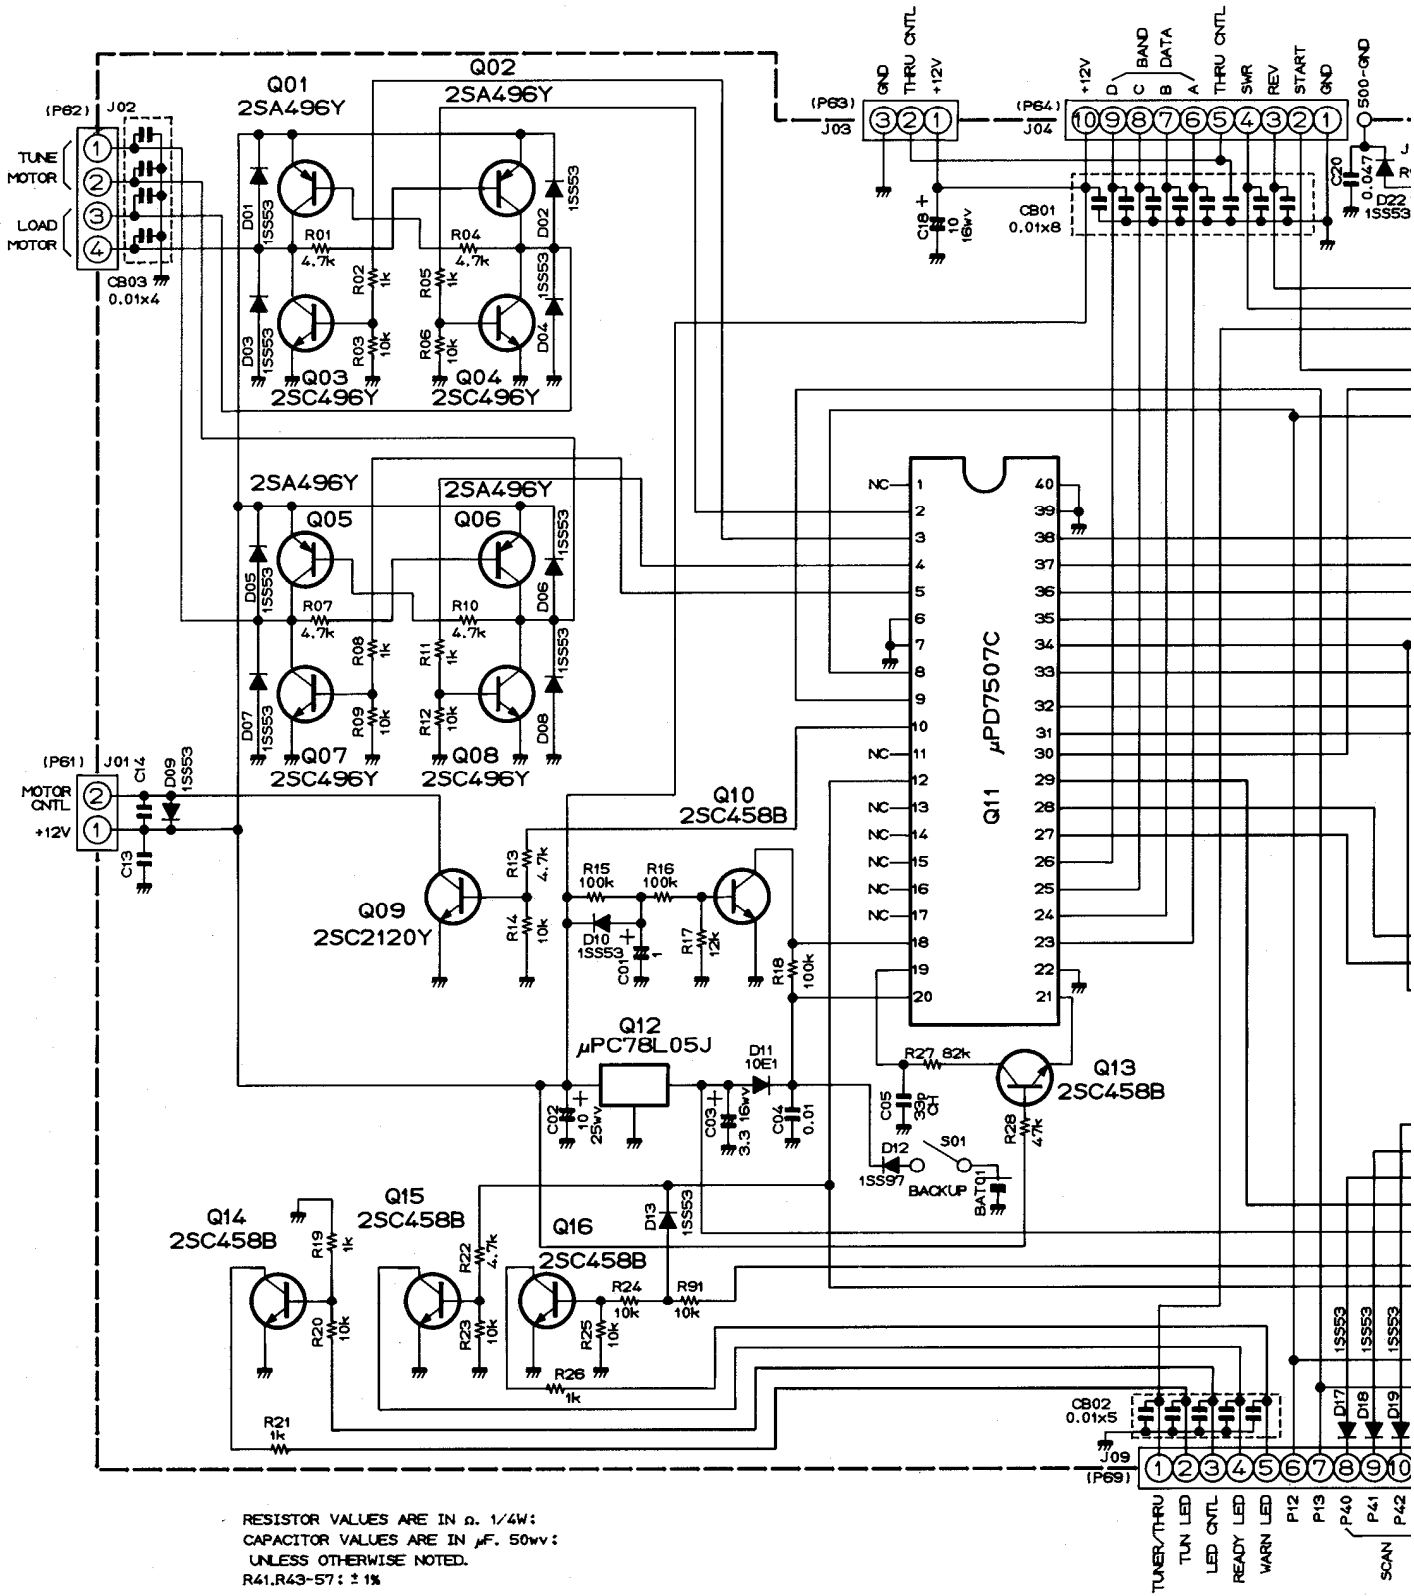 Q01
2SA496Y
Q02
2SA496Y
(P62)
J02
TUNE
MOTOR
LOAD
MOTOR
1
2
3
4
CB03
0.01x4
D01
1SS53
D02
1SS53
R01
4.7k
R04
4.7k
R02
1k
R05
1k
D03
1SS53
R03
10k
R06
10k
D04
1SS53
Q03
2SC496Y
Q04
2SC496Y
(P63)
J03
GND
THRU CNTL
+12V
3
2
1
C18
+
10
16wv
(P64)
J04
+12V
D
C
B
A
BAND
DATA
THRU CNTL
SWR
REV
START
GND
10
9
8
7
6
5
4
3
2
1
CB01
0.01x8
500-GND
C20
0.047
D22
1SS53
J
R
2SA496Y
Q05
2SA496Y
Q06
D05
1SS53
D06
1SS53
R07
4.7k
R10
4.7k
R08
1k
R11
1k
D07
1SS53
R09
10k
R12
10k
D08
1SS53
Q07
2SC496Y
Q08
2SC496Y
NC
1
2
3
4
5
6
7
8
9
10
NC
11
12
NC
13
NC
14
NC
15
NC
16
NC
17
18
19
20
Q11
μPD7507C
40
39
38
37
36
35
34
33
32
31
30
29
28
27
26
25
24
23
22
21
(P61)
J01
MOTOR
CNTL
+12V
2
1
C14
D09
1SS53
C13
Q10
2SC458B
R13
4.7k
R14
10k
Q09
2SC2120Y
R15
100k
R16
100k
D10
1SS53
C01
+
1
R17
12k
R18
100k
Q12
μPC78L05J
C02
+
10
25wv
C03
+
3.3 16wv
D11
10E1
C04
0.01
R27 82k
C05
33p
CH
Q13
2SC458B
R28
47k
D12
1SS97
S01
BACKUP
BAT01
Q14
2SC458B
R19
1k
R20
10k
Q15
2SC458B
R22
4.7k
R23
10k
Q16
2SC458B
D13
1SS53
R24
10k
R91
10k
R25
10k
R26
1k
R21
1k
CB02
0.01x5
D17
1SS53
D18
1SS53
D19
1SS53
J09
(P69)
1
2
3
4
5
6
7
8
9
10
TUNER/THRU
TUN LED
LED CNTL
READY LED
WARN LED
P12
P13
P40
P41
P42
SCAN
RESISTOR VALUES ARE IN Ω. 1/4W:
CAPACITOR VALUES ARE IN μF. 50wv:
UNLESS OTHERWISE NOTED.
R41.R43-57: ±1%